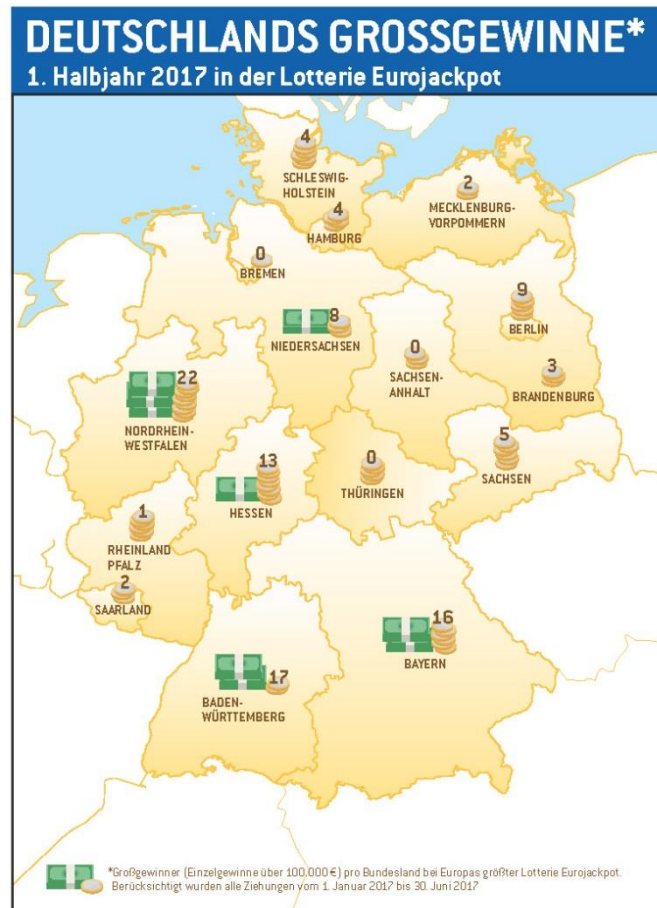 DEUTSCHLANDS GROSSGEWINNE*
1. Halbjahr 2017 in der Lotterie Eurojackpot
4
SCHLESWIG-
HOLSTEIN
2
MECKLENBURG-
VORPOMMERN
4
HAMBURG
0
BREMEN
9
BERLIN
8
NIEDERSACHSEN
0
SACHSEN-
ANHALT
3
BRANDENBURG
22
NORDRHEIN-
WESTFALEN
5
SACHSEN
13
HESSEN
0
THÜRINGEN
1
RHEINLAND
PFALZ
2
SAARLAND
16
BAYERN
17
BADEN-
WÜRTTEMBERG
*Großgewinner (Einzelgewinne über 100.000 €) pro Bundesland bei Europas größter Lotterie Eurojackpot.
Berücksichtigt wurden alle Ziehungen vom 1. Januar 2017 bis 30. Juni 2017